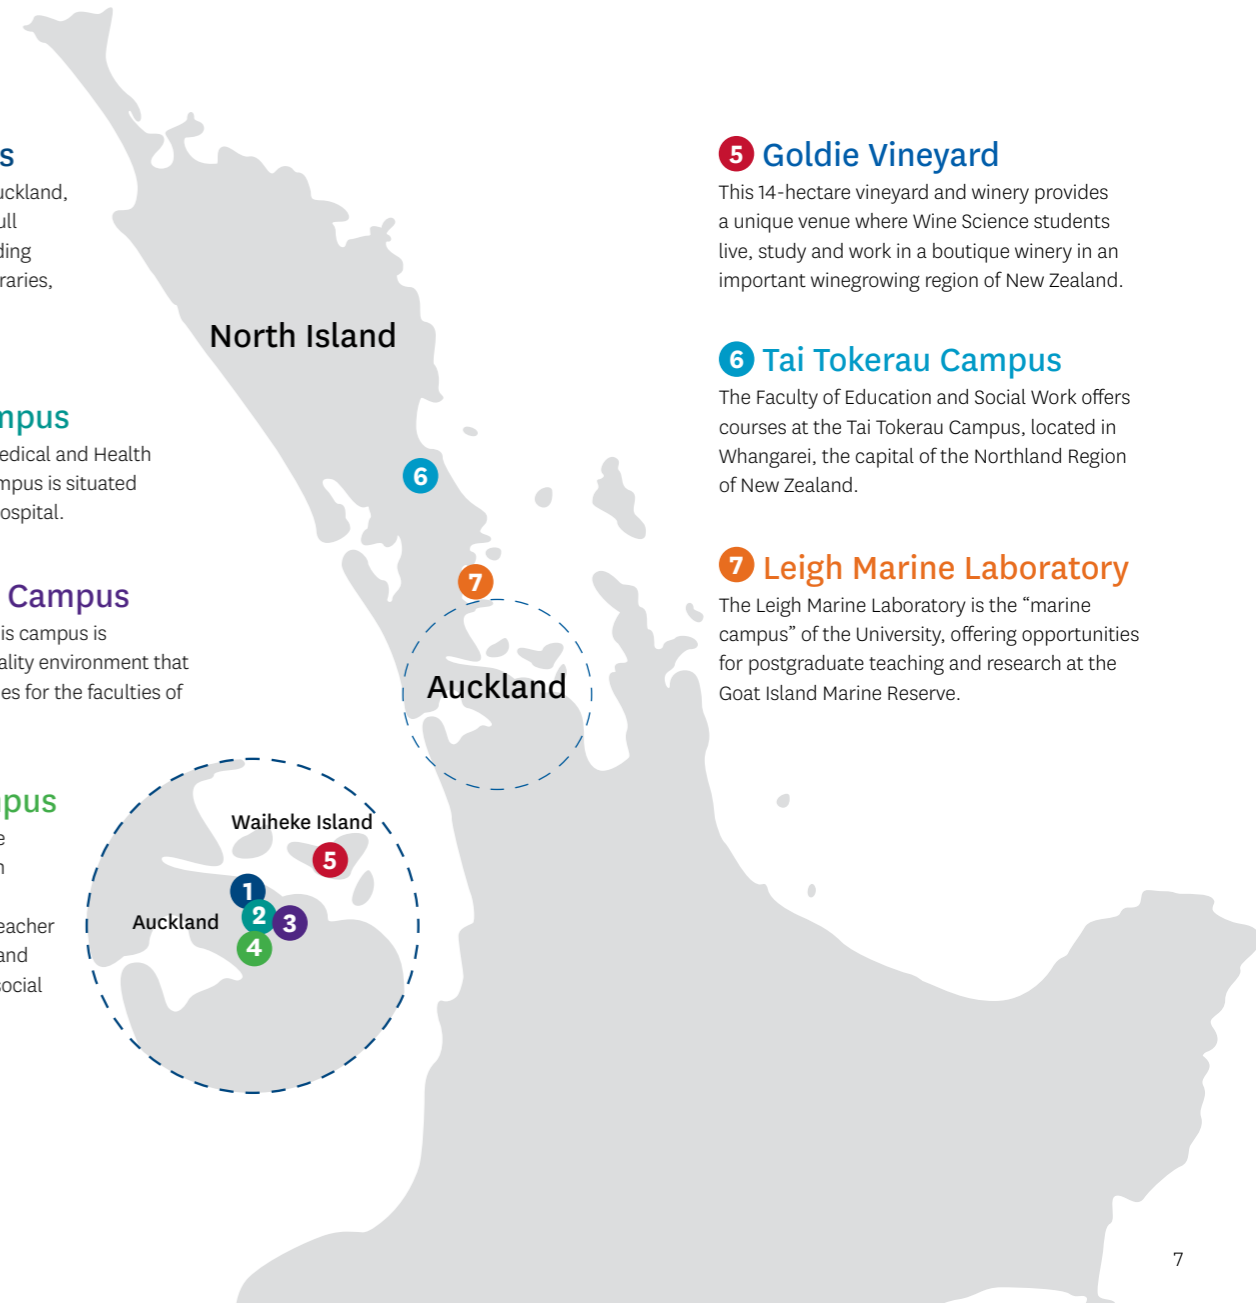 s
uckland,
ull
ding
raries,
mpus
edical and Health
mpus is situated
ospital.
Campus
is campus is
ality environment that
es for the faculties of
pus
e
n
eacher
and
social
North Island
6
7
Auckland
Waiheke Island
5
1
Auckland
2
3
4
5 Goldie Vineyard
This 14-hectare vineyard and winery provides
a unique venue where Wine Science students
live, study and work in a boutique winery in an
important winegrowing region of New Zealand.
6 Tai Tokerau Campus
The Faculty of Education and Social Work offers
courses at the Tai Tokerau Campus, located in
Whangarei, the capital of the Northland Region
of New Zealand.
7 Leigh Marine Laboratory
The Leigh Marine Laboratory is the “marine
campus” of the University, offering opportunities
for postgraduate teaching and research at the
Goat Island Marine Reserve.
7